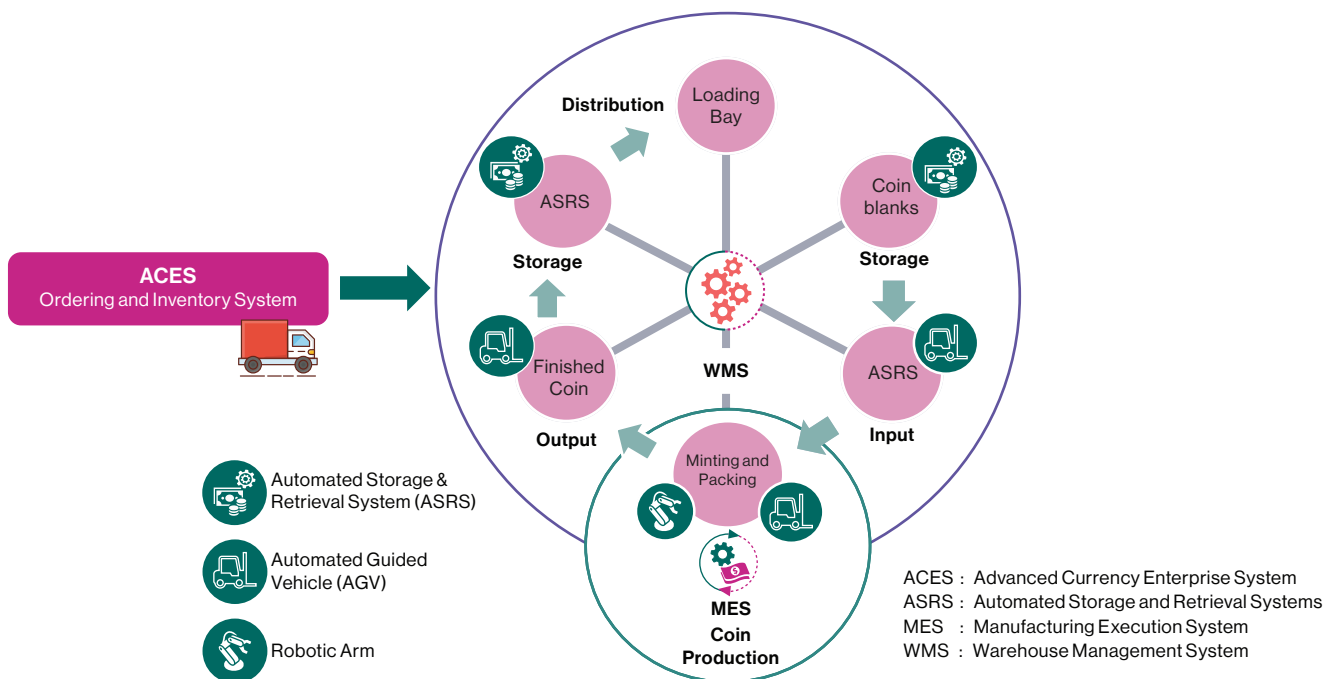 ACES
Ordering and Inventory System
Distribution
Loading
Bay
ASRS
Storage
Coin
blanks
Storage
Finished
Coin
Output
WMS
ASRS
Input
Minting and
Packing
MES
Coin
Production
Automated Storage &
Retrieval System (ASRS)
Automated Guided
Vehicle (AGV)
Robotic Arm
ACES : Advanced Currency Enterprise System
ASRS : Automated Storage and Retrieval Systems
MES : Manufacturing Execution System
WMS : Warehouse Management System